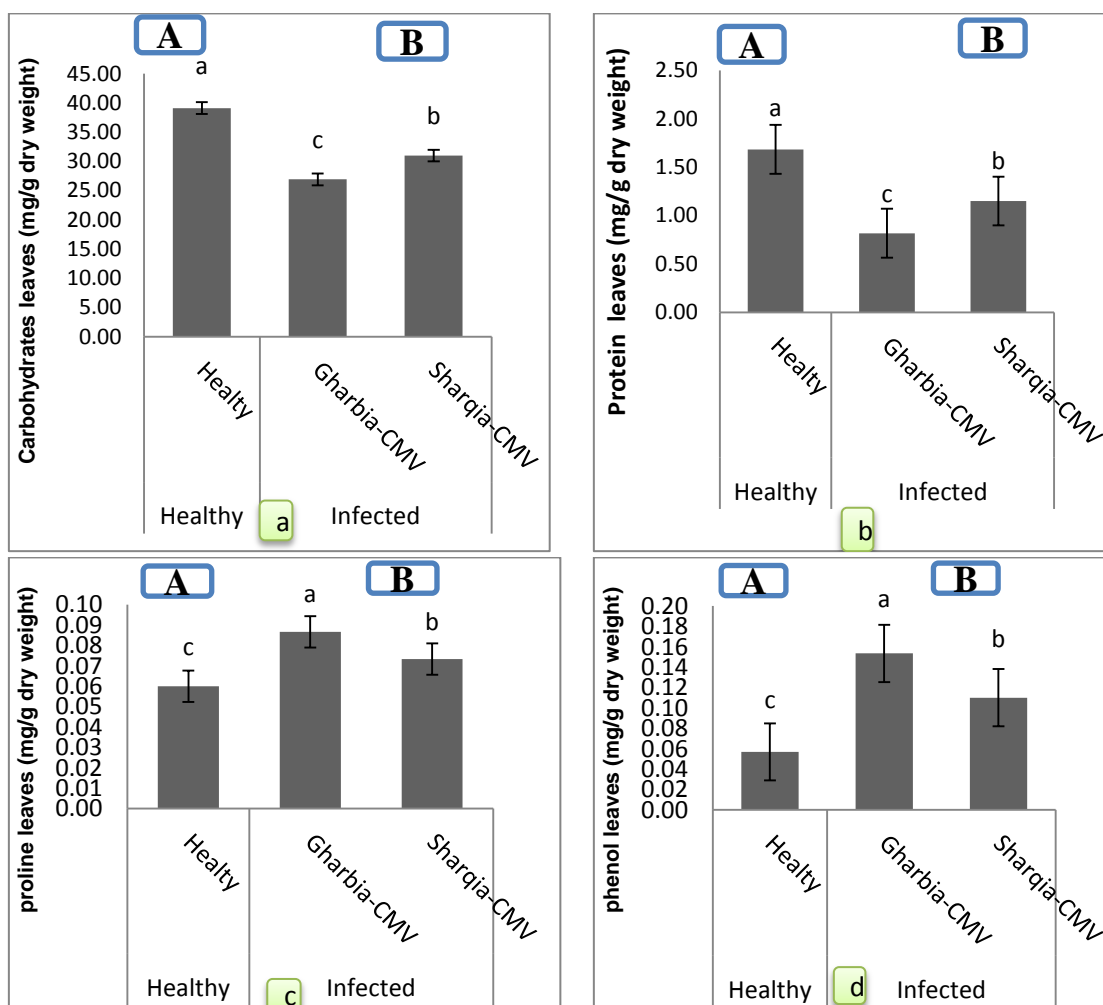 A B
Carbohydrates leaves (mg/g dry weight)
45.00
40.00
35.00
30.00
25.00
20.00
15.00
10.00
5.00
0.00
a
c
b
Healty
Gharbia-CMV
Sharqia-CMV
Healthy
Infected
a
A B
Protein leaves (mg/g dry weight)
2.50
2.00
1.50
1.00
0.50
0.00
a
c
b
Healty
Gharbia-CMV
Sharqia-CMV
Healthy
Infected
b
A B
proline leaves (mg/g dry weight)
0.10
0.09
0.08
0.07
0.06
0.05
0.04
0.03
0.02
0.01
0.00
c
a
b
Healty
Gharbia-CMV
Sharqia-CMV
Healthy
Infected
c
A B
phenol leaves (mg/g dry weight)
0.20
0.18
0.16
0.14
0.12
0.10
0.08
0.06
0.04
0.02
0.00
c
a
b
Healty
Gharbia-CMV
Sharqia-CMV
Healthy
Infected
d